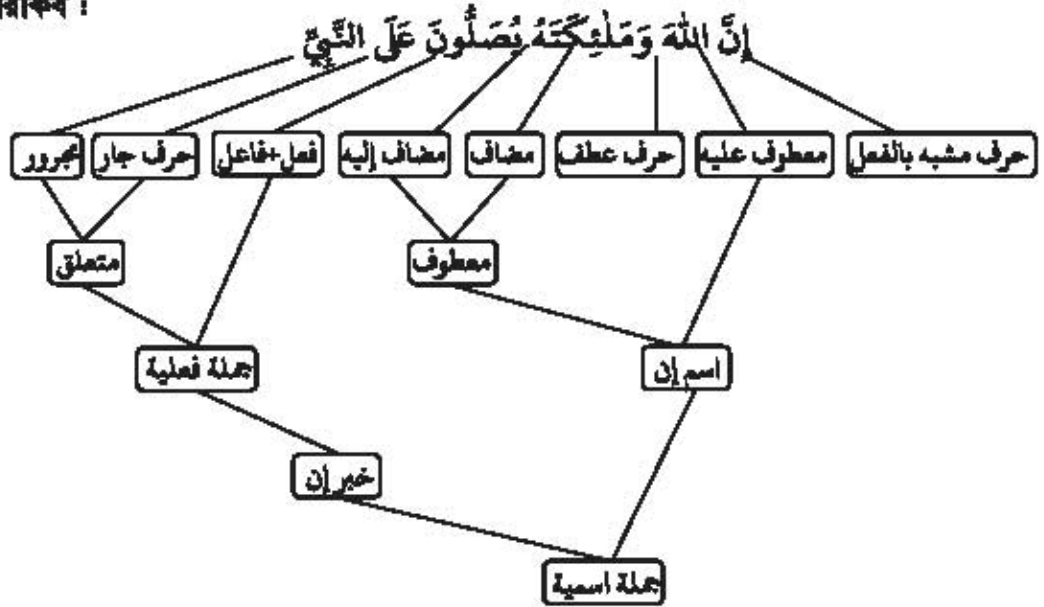 তারকিব :
إِنَّ اللهَ وَمَلٰئِكَتَهُ يُصَلُّونَ عَلَى النَّبِيِّ
حرف مشبه بالفعل معطوف عليه حرف عطف مضاف مضاف إليه فعل+فاعل حرف جار مجرور
معطوف متعلق
اسم إن جملة فعلية
خبر إن
جملة اسمية